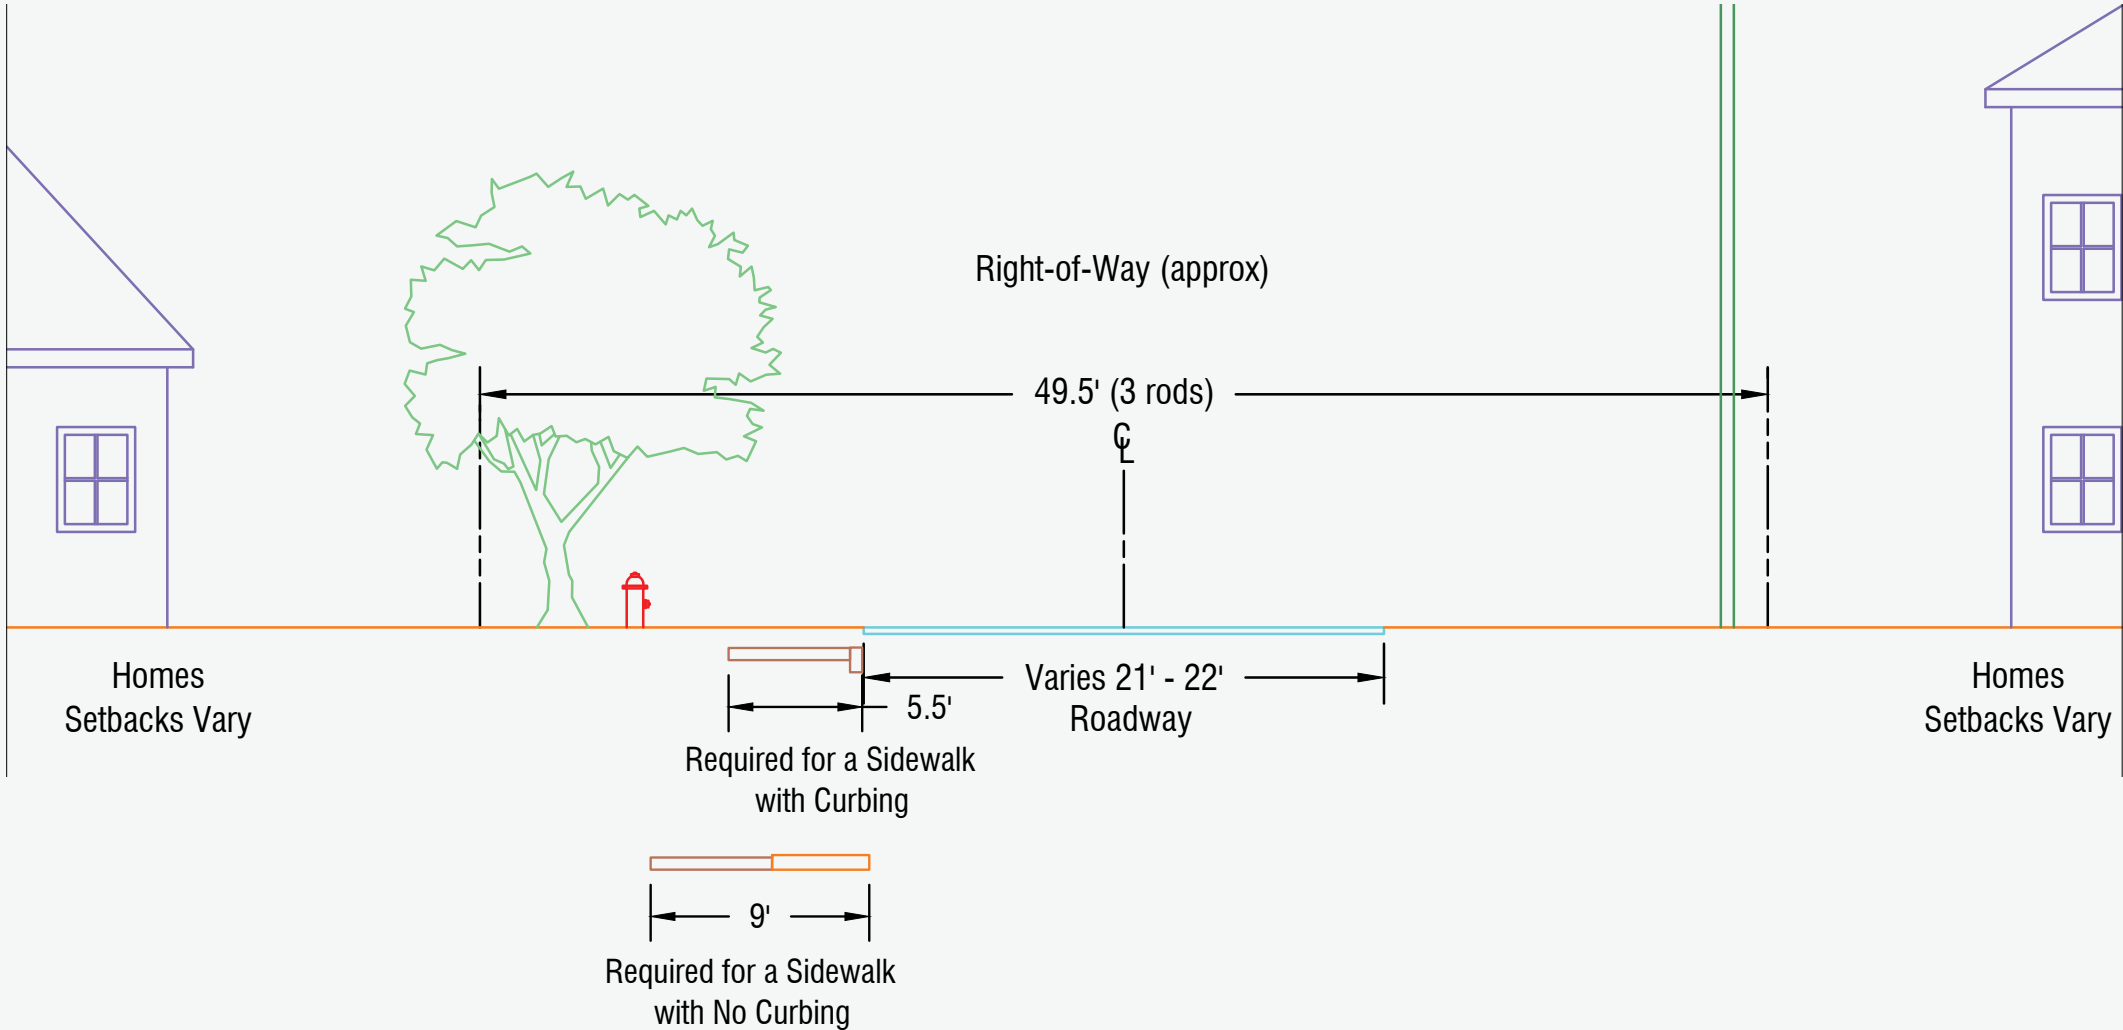 Right-of-Way (approx)
49.5' (3 rods)
℄
Homes
Setbacks Vary
Varies 21' - 22'
Roadway
5.5'
Required for a Sidewalk
with Curbing
Homes
Setbacks Vary
9'
Required for a Sidewalk
with No Curbing